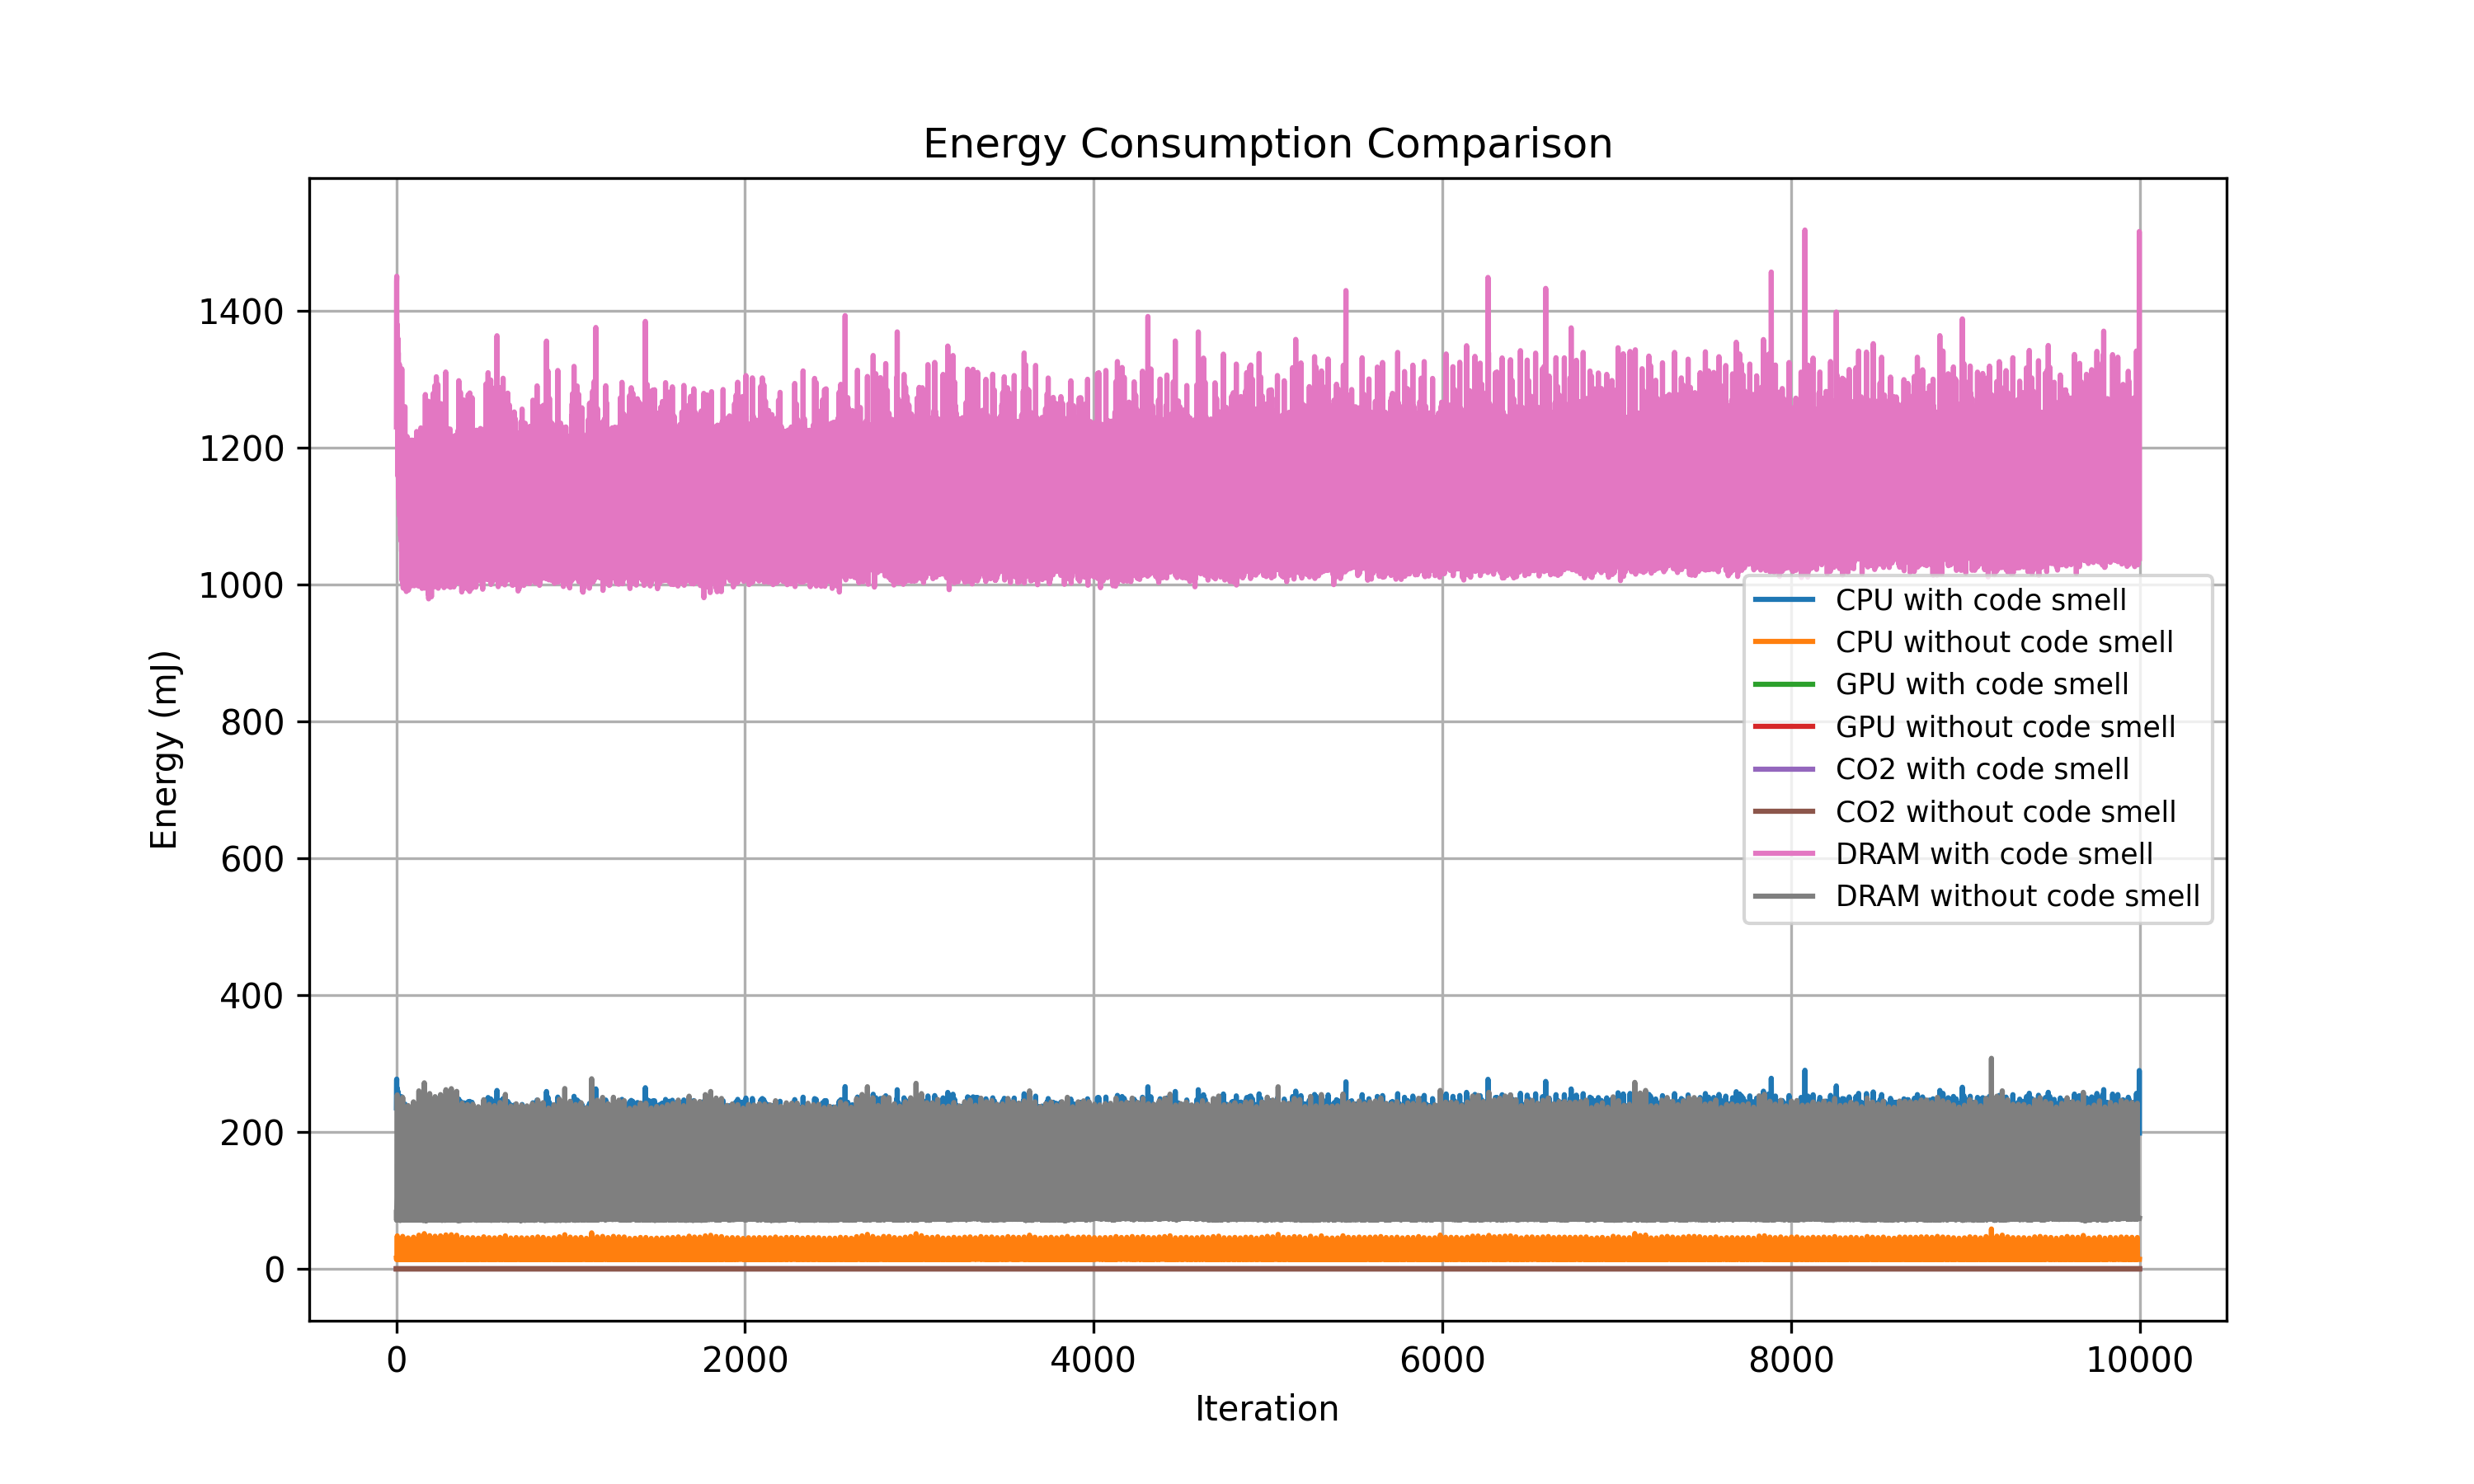 Energy Consumption Comparison
Energy (mJ)
1400
1200
1000
800
600
400
200
0
CPU with code smell
CPU without code smell
GPU with code smell
GPU without code smell
CO2 with code smell
CO2 without code smell
DRAM with code smell
DRAM without code smell
0 2000 4000 6000 8000 10000
Iteration